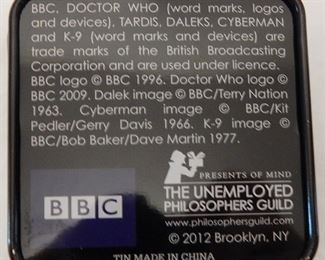 BBC, DOCTOR WHO (word marks, logos
and devices), TARDIS, DALEKS, CYBERMAN
and K-9 (word marks and devices) are
trade marks of the British Broadcasting
Corporation and are used under licence.
BBC logo © BBC 1996. Doctor Who logo ©
BBC 2009. Dalek image © BBC/Terry Nation
1963. Cyberman image © BBC/Kit
Pedler/Gerry Davis 1966. K-9 image ©
BBC/Bob Baker/Dave Martin 1977.
PRESENTS OF MIND
THE UNEMPLOYED
PHILOSOPHERS GUILD
www.philosophersguild.com
BBC
© 2012 Brooklyn, NY
TIN MADE IN CHINA